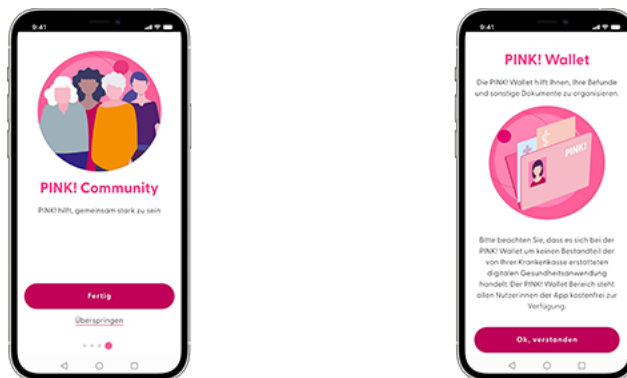 9:41
PINK! Community
PINK! hilft, gemeinsam stark zu sein
Fertig
Überspringen
9:41
PINK! Wallet
Die PINK! Wallet hilft Ihnen, Ihre Befunde
und sonstige Dokumente zu organisieren.
PINK!
Bitte beachten Sie, dass es sich bei der
PINK! Wallet um keinen Bestandteil der
von Ihrer Krankenkasse erstatteten
digitalen Gesundheitsanwendung
handelt. Der PINK! Wallet Bereich steht
allen Nutzerinnen der App kostenfrei zur
Verfügung.
Ok, verstanden